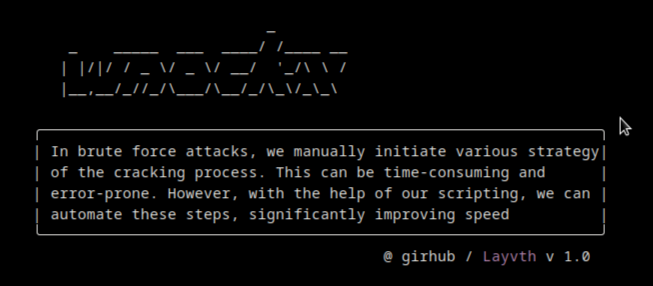 In brute force attacks, we manually initiate various strategy
of the cracking process. This can be time-consuming and
error-prone. However, with the help of our scripting, we can
automate these steps, significantly improving speed
@ girhub / Layvth v 1.0